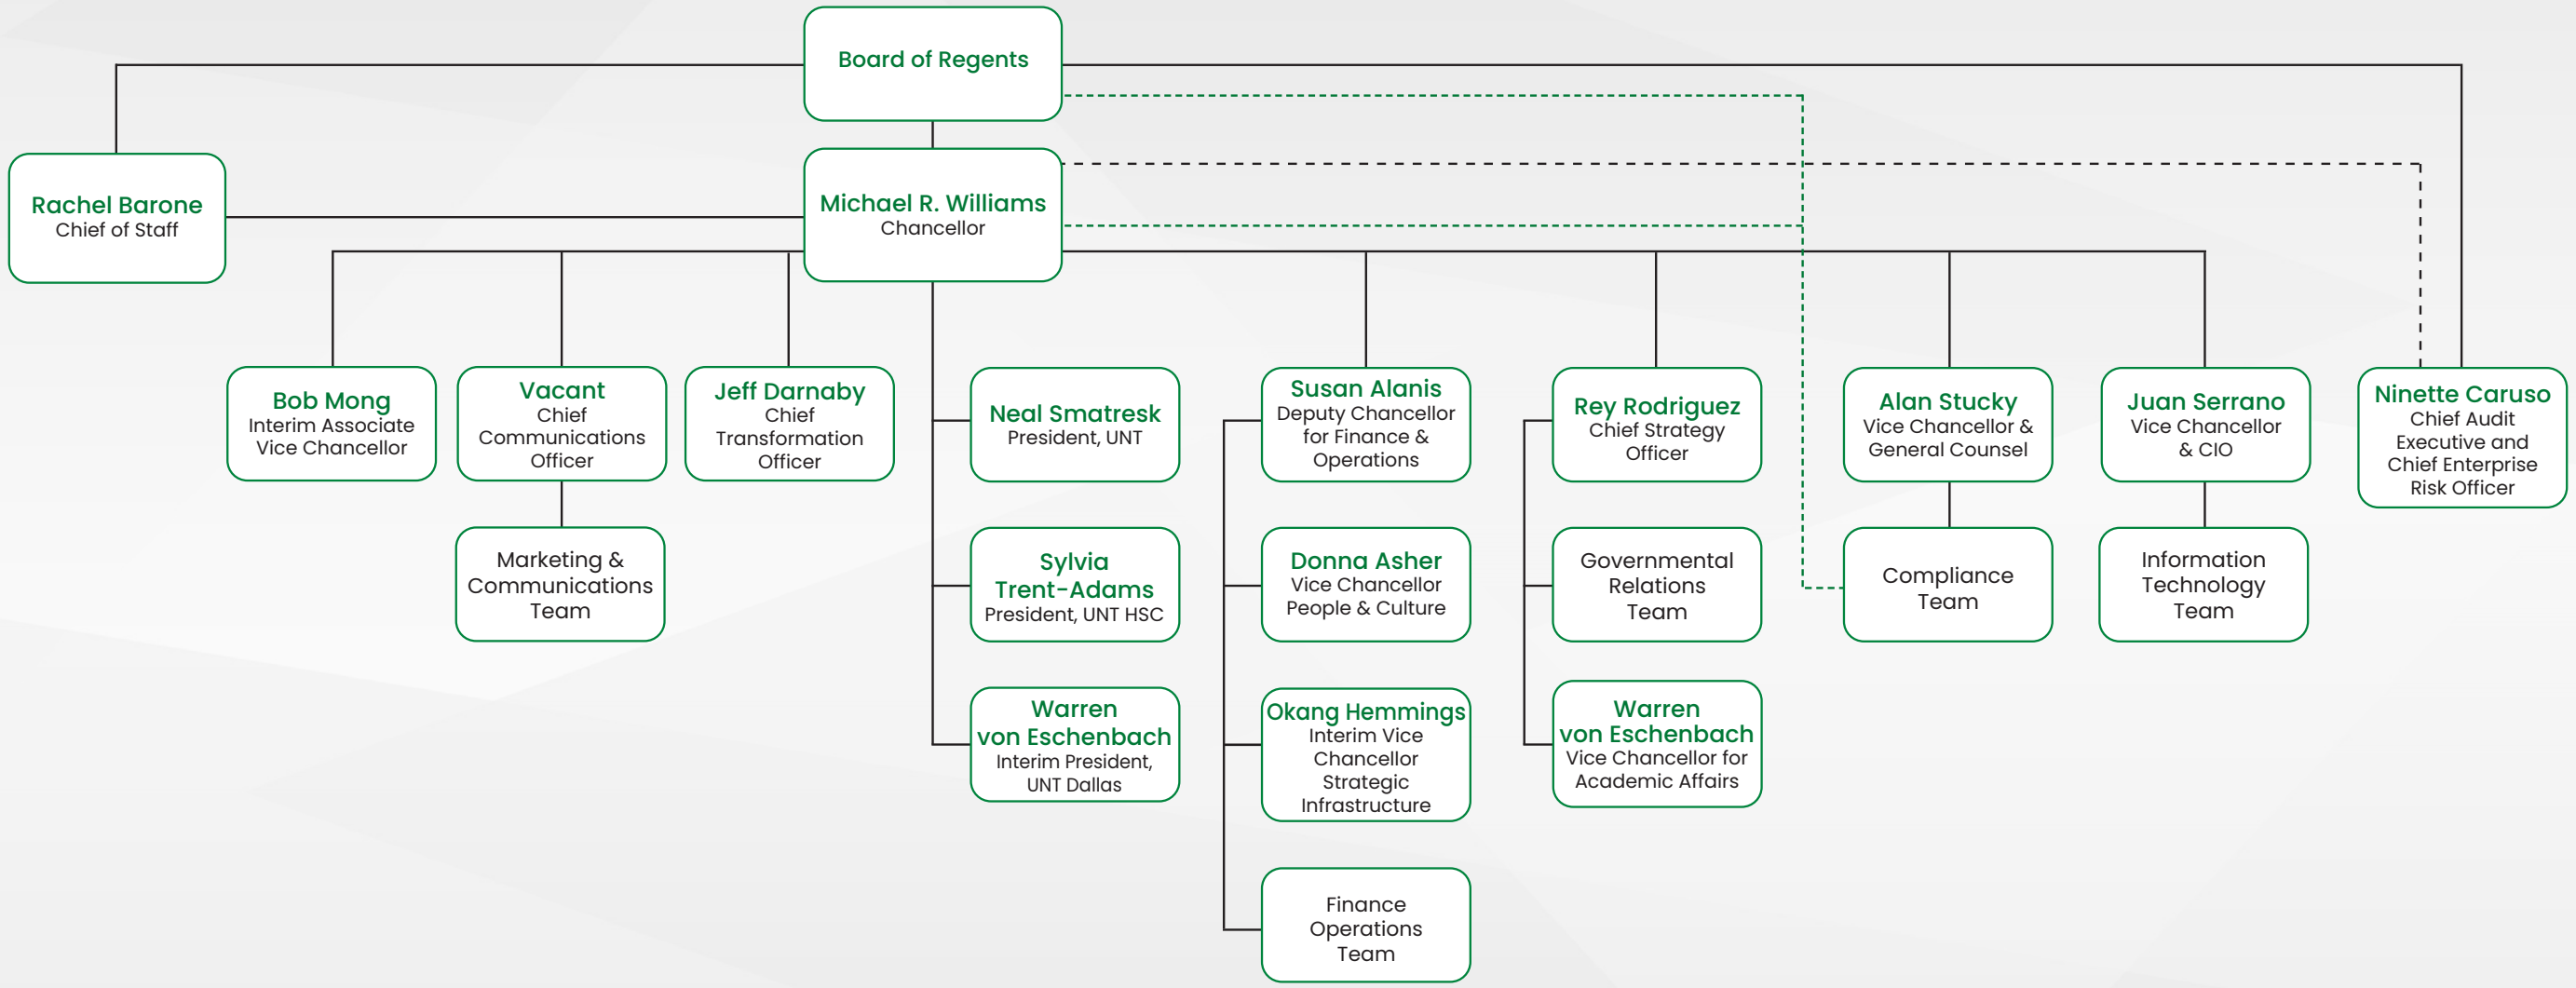 Board of Regents
Rachel Barone
Chief of Staff
Michael R. Williams
Chancellor
Bob Mong
Interim Associate
Vice Chancellor
Vacant
Chief
Communications
Officer
Jeff Darnaby
Chief
Transformation
Officer
Neal Smatresk
President, UNT
Susan Alanis
Deputy Chancellor
for Finance &
Operations
Rey Rodriguez
Chief Strategy
Officer
Alan Stucky
Vice Chancellor &
General Counsel
Juan Serrano
Vice Chancellor
& CIO
Ninette Caruso
Chief Audit
Executive and
Chief Enterprise
Risk Officer
Marketing &
Communications
Team
Sylvia
Trent-Adams
President, UNT HSC
Donna Asher
Vice Chancellor
People & Culture
Governmental
Relations
Team
Compliance
Team
Information
Technology
Team
Warren
von Eschenbach
Interim President,
UNT Dallas
Okang Hemmings
Interim Vice
Chancellor
Strategic
Infrastructure
Warren
von Eschenbach
Vice Chancellor for
Academic Affairs
Finance
Operations
Team